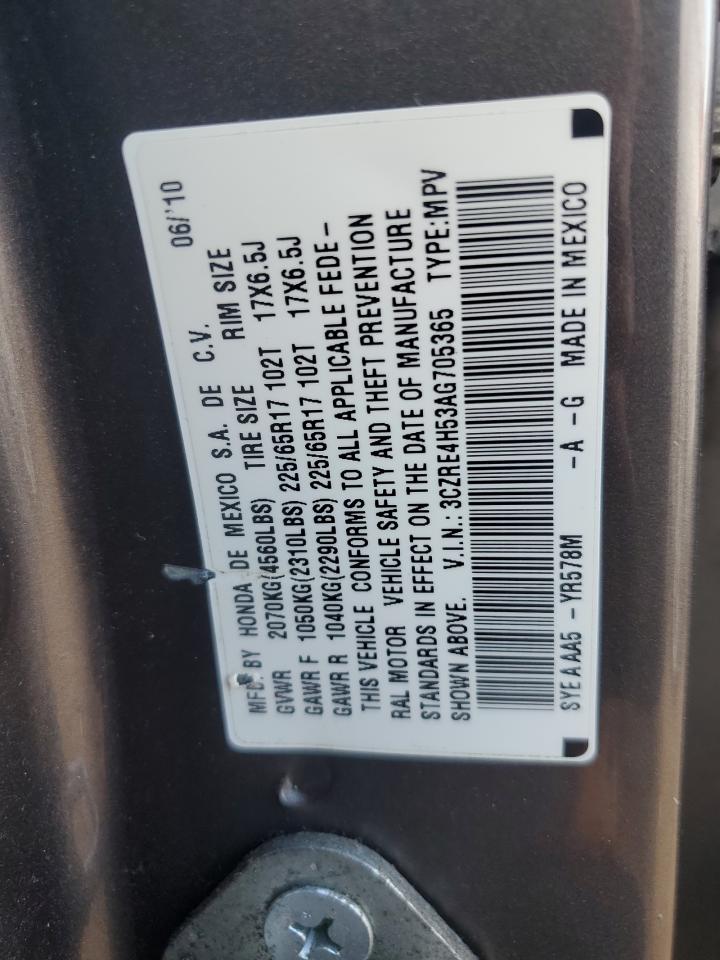 MFD. BY HONDA DE MEXICO S.A. DE C.V. 06/'10
GVWR 2070KG(4560LBS) TIRE SIZE RIM SIZE
GAWR F 1050KG(2310LBS) 225/65R17 102T 17X6.5J
GAWR R 1040KG(2290LBS) 225/65R17 102T 17X6.5J
THIS VEHICLE CONFORMS TO ALL APPLICABLE FEDE-
RAL MOTOR VEHICLE SAFETY AND THEFT PREVENTION
STANDARDS IN EFFECT ON THE DATE OF MANUFACTURE
SHOWN ABOVE. V.I.N.: 3CZRE4H53AG705365 TYPE:MPV
SYEAAA5 -YR578M -A -G MADE IN MEXICO